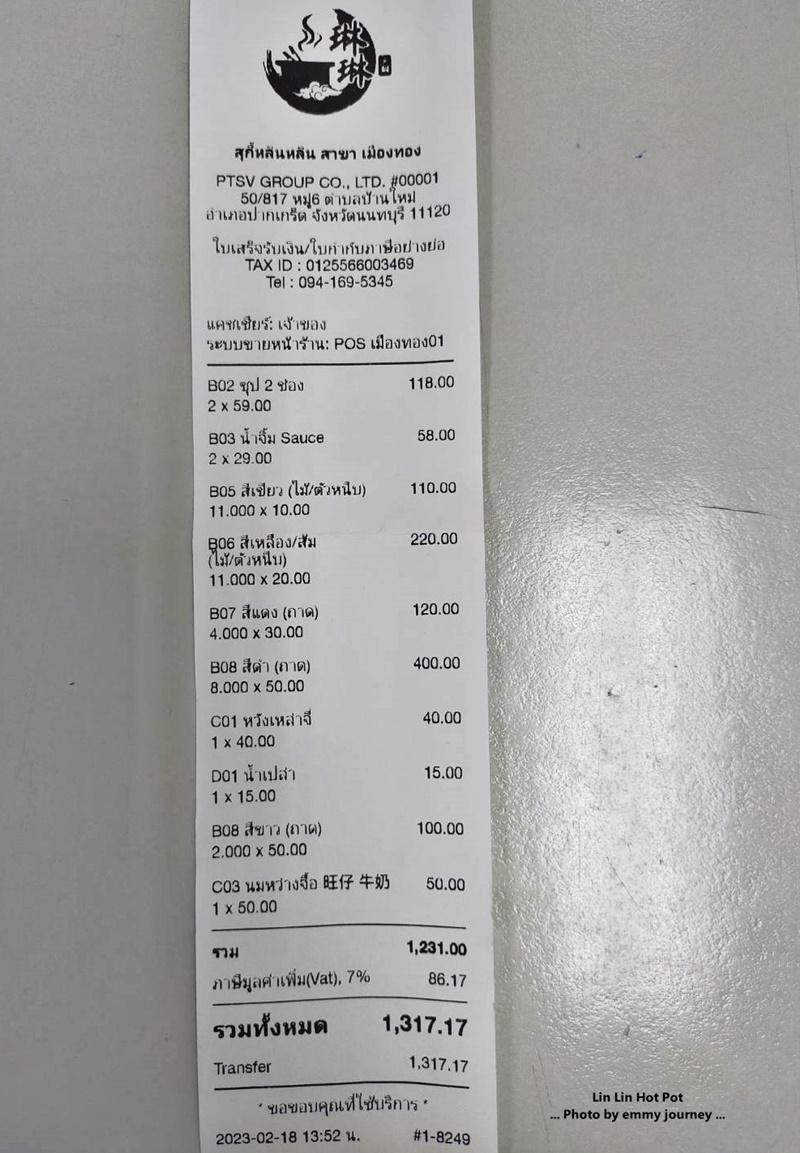 琳
琳
สุกี้หลินหลิน สาขา เมืองทอง
PTSV GROUP CO., LTD. #00001
50/817 หมู่6 ตำบลบ้านใหม่
อำเภอปากเกร็ด จังหวัดนนทบุรี 11120
ใบเสร็จรับเงิน/ใบกำกับภาษีอย่างย่อ
TAX ID : 0125566003469
Tel : 094-169-5345
แคชเชียร์: เจ้าของ
ระบบขายหน้าร้าน: POS เมืองทอง01
B02 ซุป 2 ช่อง 118.00
2 x 59.00
B03 น้ำจิ้ม Sauce 58.00
2 x 29.00
B05 สีเขียว (ไม้/ตัวหนีบ) 110.00
11.000 x 10.00
B06 สีเหลือง/ส้ม 220.00
(ไม้/ตัวหนีบ)
11.000 x 20.00
B07 สีแดง (ถาด) 120.00
4.000 x 30.00
B08 สีดำ (ถาด) 400.00
8.000 x 50.00
C01 หวังเหล่าจี๋ 40.00
1 x 40.00
D01 น้ำเปล่า 15.00
1 x 15.00
B08 สีขาว (ถาด) 100.00
2.000 x 50.00
C03 นมหว่างจื่อ 旺仔 牛奶 50.00
1 x 50.00
รวม 1,231.00
ภาษีมูลค่าเพิ่ม(Vat), 7% 86.17
รวมทั้งหมด 1,317.17
Transfer 1,317.17
* ขอขอบคุณที่ใช้บริการ *
2023-02-18 13:52 น. #1-8249
Lin Lin Hot Pot
... Photo by emmy journey ...